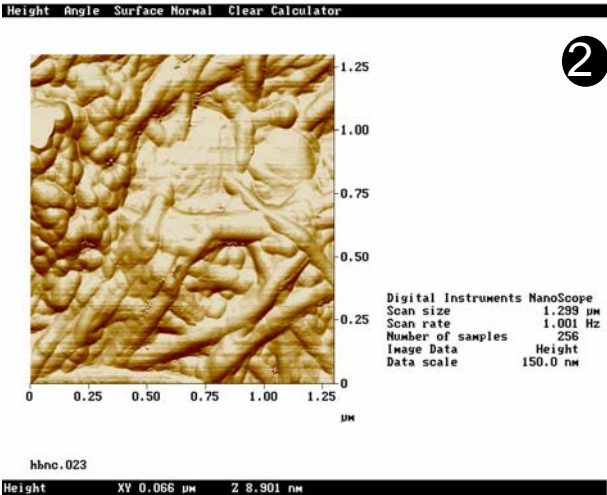 Height Angle Surface Normal Clear Calculator
2
1.25
1.00
0.75
0.50
0.25
0
0 0.25 0.50 0.75 1.00 1.25
μM
Digital Instruments NanoScope
Scan size 1.299 μm
Scan rate 1.001 Hz
Number of samples 256
Image Data Height
Data scale 150.0 nm
hbnc.023
Height XY 0.066 μm Z 8.901 nm